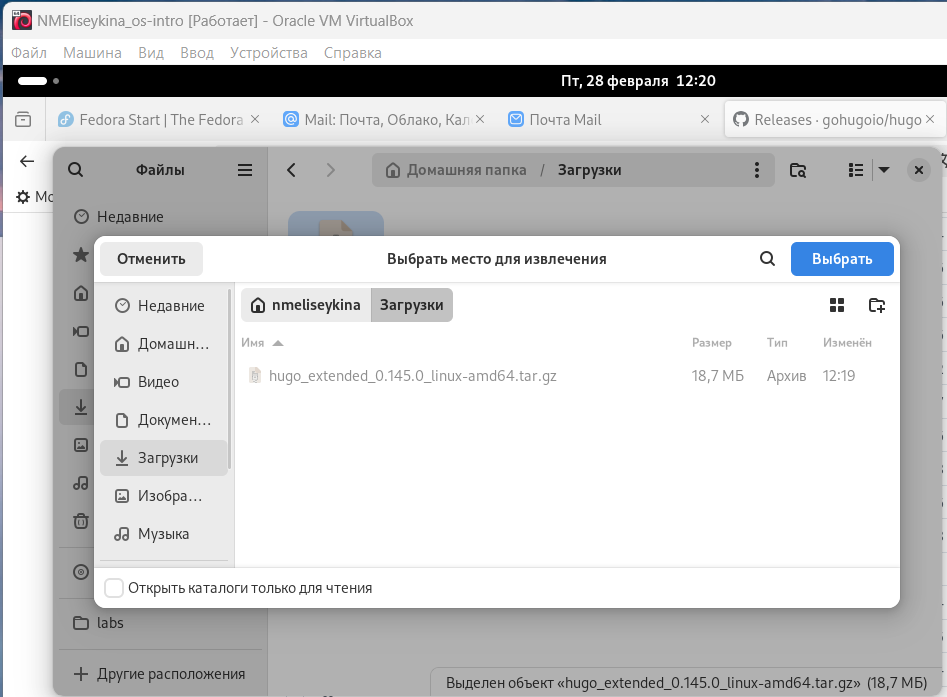 NMEliseykina_os-intro [Работает] - Oracle VM VirtualBox
Файл Машина Вид Ввод Устройства Справка
Пт, 28 февраля 12:20
Fedora Start | The Fedora
Mail: Почта, Облако, Кал
Почта Mail
Releases · gohugoio/hugo
Файлы
Домашняя папка / Загрузки
Мо
Недавние
Отменить
Выбрать место для извлечения
Выбрать
Недавние
nmeliseykina Загрузки
Домашн...
Имя Размер Тип Изменён
Видео
hugo_extended_0.145.0_linux-amd64.tar.gz 18,7 МБ Архив 12:19
Докумен...
Загрузки
Изобра...
Музыка
Открыть каталоги только для чтения
labs
Другие расположения
Выделен объект «hugo_extended_0.145.0_linux-amd64.tar.gz» (18,7 МБ)